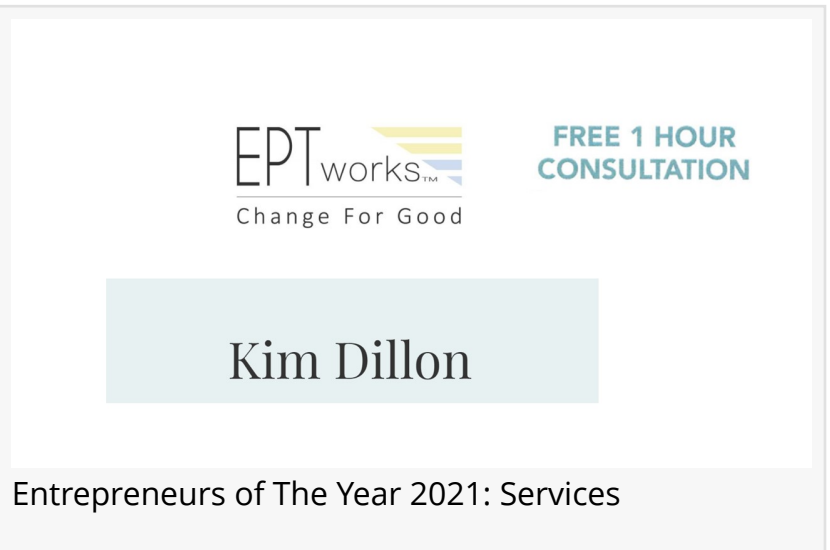 EPTworks™
Change For Good
FREE 1 HOUR
CONSULTATION
Kim Dillon
Entrepreneurs of The Year 2021: Services